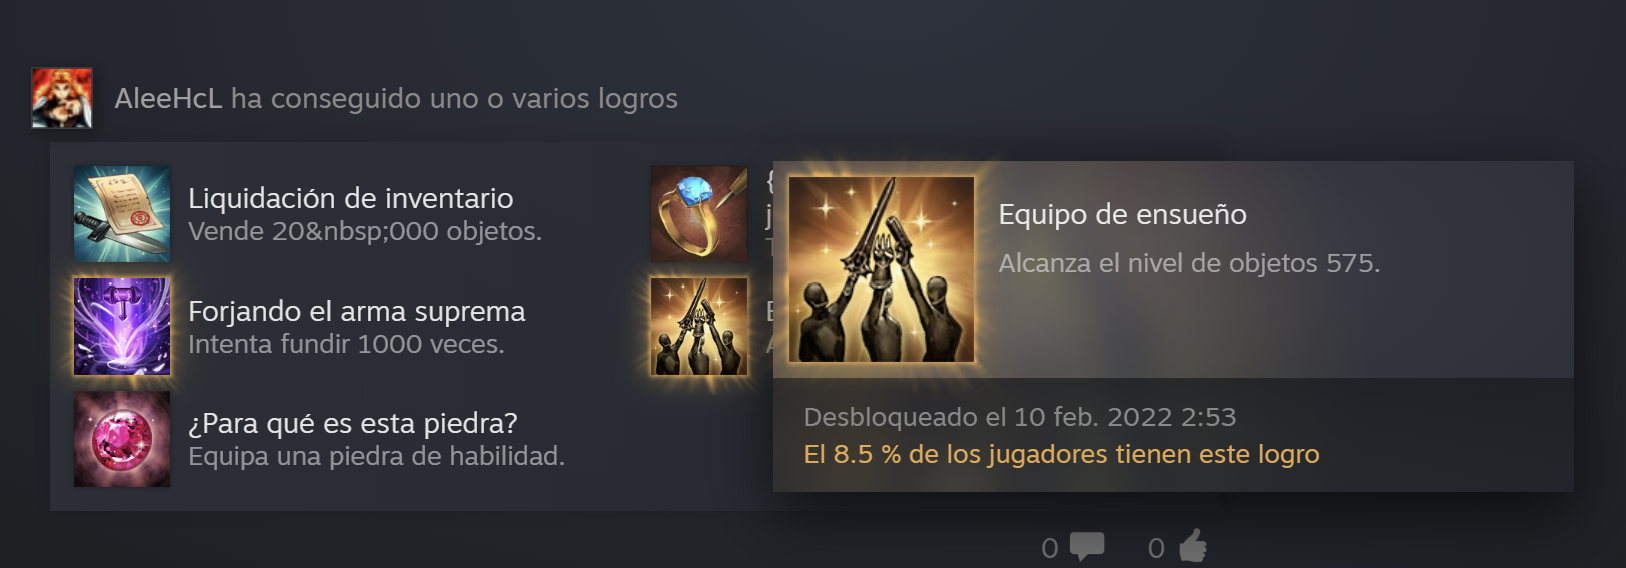 AleeHcL ha conseguido uno o varios logros
Liquidación de inventario
Vende 20&nbsp;000 objetos.
{
j
Forjando el arma suprema
Intenta fundir 1000 veces.
¿Para qué es esta piedra?
Equipa una piedra de habilidad.
Equipo de ensueño
Alcanza el nivel de objetos 575.
Desbloqueado el 10 feb. 2022 2:53
El 8.5 % de los jugadores tienen este logro
0
0